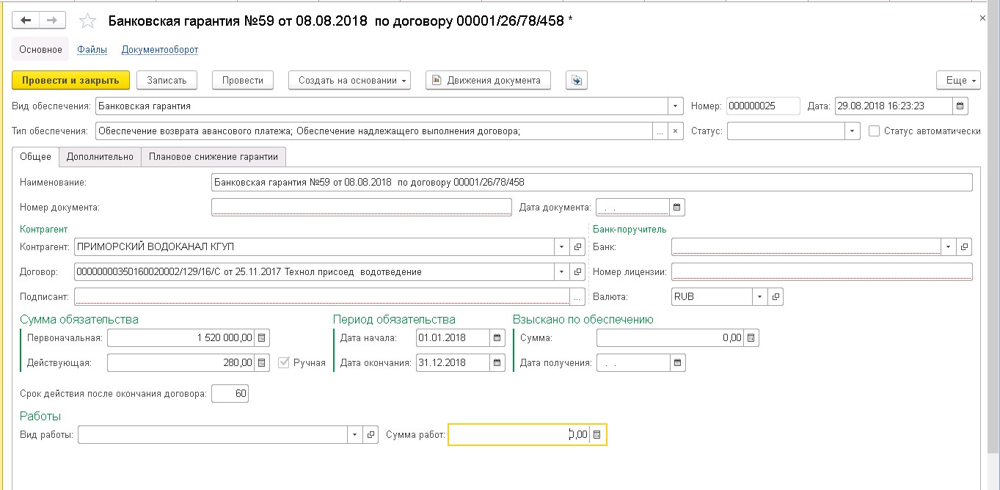 Банковская гарантия №59 от 08.08.2018 по договору 00001/26/78/458 *
Основное Файлы Документооборот
Провести и закрыть Записать Провести Создать на основании Движения документа Еще
Вид обеспечения: Банковская гарантия Номер: 000000025 Дата: 29.08.2018 16:23:23
Тип обеспечения: Обеспечение возврата авансового платежа; Обеспечение надлежащего выполнения договора; ... × Статус: Статус автоматически
Общее Дополнительно Плановое снижение гарантии
Наименование: Банковская гарантия №59 от 08.08.2018 по договору 00001/26/78/458
Номер документа: Дата документа: . .
Контрагент Банк-поручитель
Контрагент: ПРИМОРСКИЙ ВОДОКАНАЛ КГУП Банк:
Договор: 00000000350160020002/129/16/С от 25.11.2017 Технол присоед водотведение Номер лицензии:
Подписант: ... Валюта: RUB
Сумма обязательства Период обязательства Взыскано по обеспечению
Первоначальная: 1 520 000,00 Дата начала: 01.01.2018 Сумма: 0,00
Действующая: 280,00 Ручная Дата окончания: 31.12.2018 Дата получения: . .
Срок действия после окончания договора: 60
Работы
Вид работы: Сумма работ: 0,00